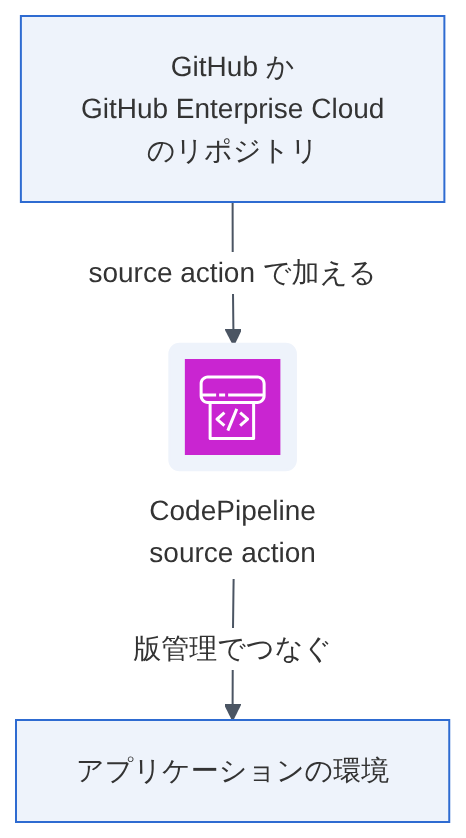 GitHub か
GitHub Enterprise Cloud
のリポジトリ
source action で加える
CodePipeline
source action
版管理でつなぐ
アプリケーションの環境